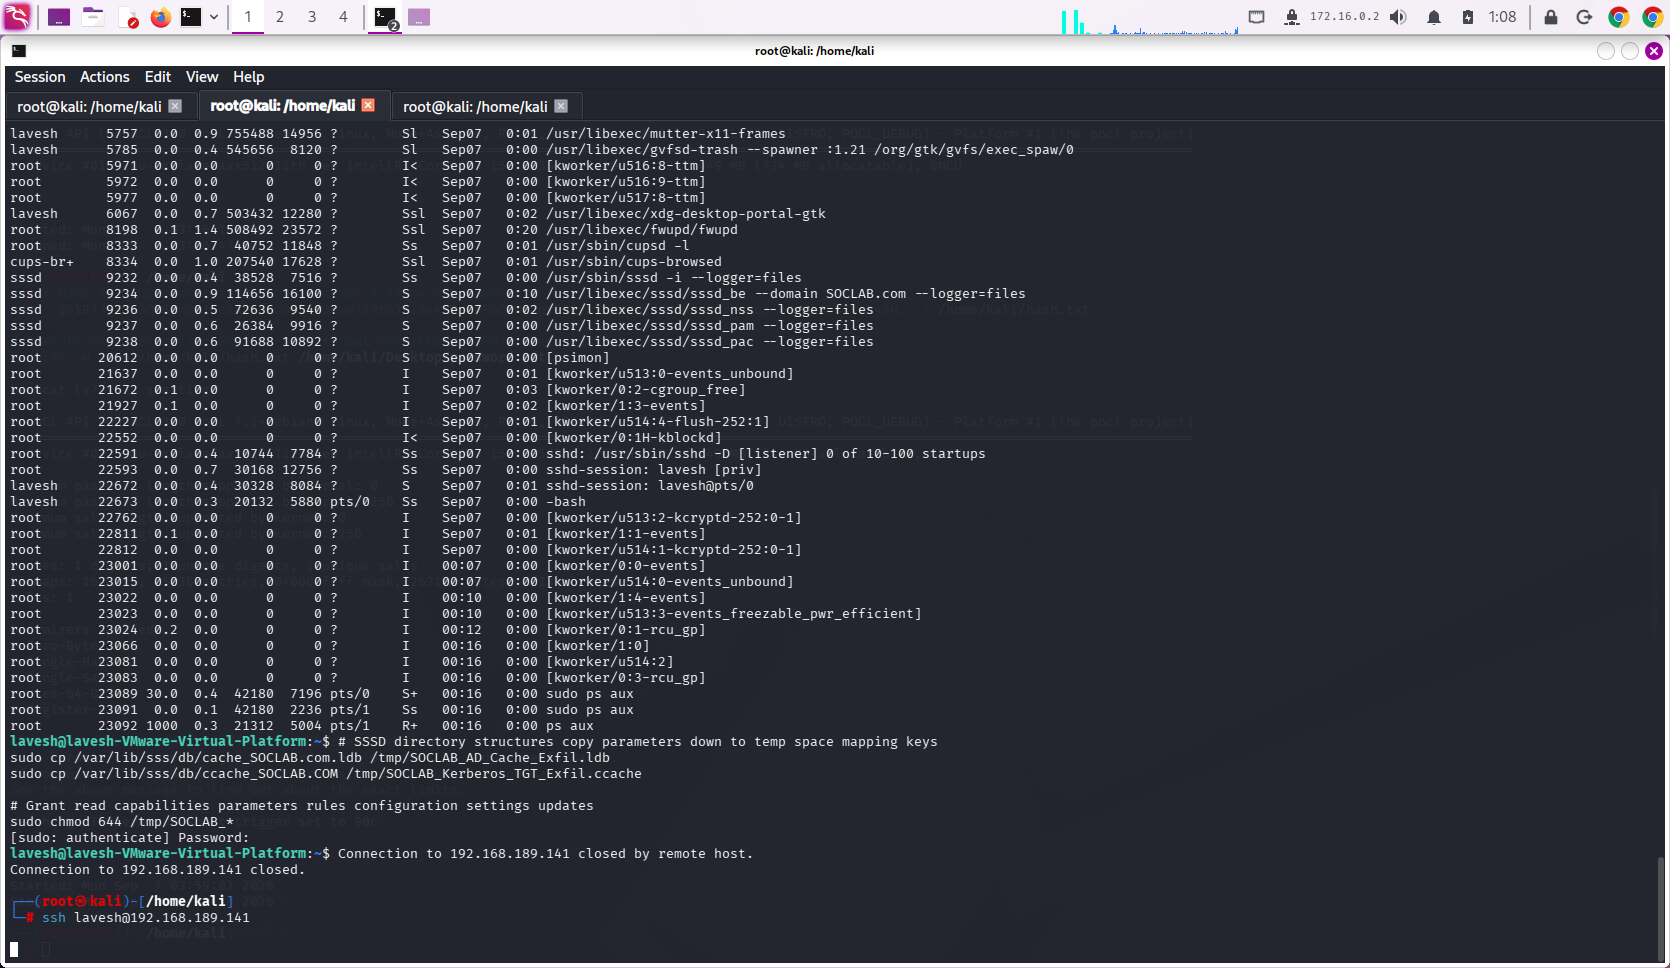 1 2 3 4 2 172.16.0.2 1:08
root@kali: /home/kali
Session Actions Edit View Help
root@kali: /home/kali root@kali: /home/kali root@kali: /home/kali
lavesh 5757 0.0 0.9 755488 14956 ? Sl Sep07 0:01 /usr/libexec/mutter-x11-frames
lavesh 5785 0.0 0.4 545656 8120 ? Sl Sep07 0:00 /usr/libexec/gvfsd-trash --spawner :1.21 /org/gtk/gvfs/exec_spaw/0
root 5971 0.0 0.0 0 0 ? I< Sep07 0:00 [kworker/u516:8-ttm]
root 5972 0.0 0.0 0 0 ? I< Sep07 0:00 [kworker/u516:9-ttm]
root 5977 0.0 0.0 0 0 ? I< Sep07 0:00 [kworker/u517:8-ttm]
lavesh 6067 0.0 0.7 503432 12280 ? Ssl Sep07 0:02 /usr/libexec/xdg-desktop-portal-gtk
root 8198 0.1 1.4 508492 23572 ? Ssl Sep07 0:20 /usr/libexec/fwupd/fwupd
root 8333 0.0 0.7 40752 11848 ? Ss Sep07 0:01 /usr/sbin/cupsd -l
cups-br+ 8334 0.0 1.0 207540 17628 ? Ssl Sep07 0:01 /usr/sbin/cups-browsed
sssd 9232 0.0 0.4 38528 7516 ? Ss Sep07 0:00 /usr/sbin/sssd -i --logger=files
sssd 9234 0.0 0.9 114656 16100 ? S Sep07 0:10 /usr/libexec/sssd/sssd_be --domain SOCLAB.com --logger=files
sssd 9236 0.0 0.5 72636 9540 ? S Sep07 0:02 /usr/libexec/sssd/sssd_nss --logger=files
sssd 9237 0.0 0.6 26384 9916 ? S Sep07 0:00 /usr/libexec/sssd/sssd_pam --logger=files
sssd 9238 0.0 0.6 91688 10892 ? S Sep07 0:00 /usr/libexec/sssd/sssd_pac --logger=files
root 20612 0.0 0.0 0 0 ? S Sep07 0:00 [psimon]
root 21637 0.0 0.0 0 0 ? I Sep07 0:01 [kworker/u513:0-events_unbound]
root 21672 0.1 0.0 0 0 ? I Sep07 0:03 [kworker/0:2-cgroup_free]
root 21927 0.1 0.0 0 0 ? I Sep07 0:02 [kworker/1:3-events]
root 22227 0.0 0.0 0 0 ? I Sep07 0:01 [kworker/u514:4-flush-252:1]
root 22552 0.0 0.0 0 0 ? I< Sep07 0:00 [kworker/0:1H-kblockd]
root 22591 0.0 0.4 10744 7784 ? Ss Sep07 0:00 sshd: /usr/sbin/sshd -D [listener] 0 of 10-100 startups
root 22593 0.0 0.7 30168 12756 ? Ss Sep07 0:00 sshd-session: lavesh [priv]
lavesh 22672 0.0 0.4 30328 8084 ? S Sep07 0:01 sshd-session: lavesh@pts/0
lavesh 22673 0.0 0.3 20132 5880 pts/0 Ss Sep07 0:00 -bash
root 22762 0.0 0.0 0 0 ? I Sep07 0:00 [kworker/u513:2-kcryptd-252:0-1]
root 22811 0.1 0.0 0 0 ? I Sep07 0:01 [kworker/1:1-events]
root 22812 0.0 0.0 0 0 ? I Sep07 0:00 [kworker/u514:1-kcryptd-252:0-1]
root 23001 0.0 0.0 0 0 ? I 00:07 0:00 [kworker/0:0-events]
root 23015 0.0 0.0 0 0 ? I 00:07 0:00 [kworker/u514:0-events_unbound]
root 23022 0.0 0.0 0 0 ? I 00:10 0:00 [kworker/1:4-events]
root 23023 0.0 0.0 0 0 ? I 00:10 0:00 [kworker/u513:3-events_freezable_pwr_efficient]
root 23024 0.2 0.0 0 0 ? I 00:12 0:00 [kworker/0:1-rcu_gp]
root 23066 0.0 0.0 0 0 ? I 00:16 0:00 [kworker/1:0]
root 23081 0.0 0.0 0 0 ? I 00:16 0:00 [kworker/u514:2]
root 23083 0.0 0.0 0 0 ? I 00:16 0:00 [kworker/0:3-rcu_gp]
root 23089 30.0 0.4 42180 7196 pts/0 S+ 00:16 0:00 sudo ps aux
root 23091 0.0 0.1 42180 2236 pts/1 Ss 00:16 0:00 sudo ps aux
root 23092 1000 0.3 21312 5004 pts/1 R+ 00:16 0:00 ps aux
lavesh@lavesh-VMware-Virtual-Platform:~$ # SSSD directory structures copy parameters down to temp space mapping keys
sudo cp /var/lib/sss/db/cache_SOCLAB.com.ldb /tmp/SOCLAB_AD_Cache_Exfil.ldb
sudo cp /var/lib/sss/db/ccache_SOCLAB.COM /tmp/SOCLAB_Kerberos_TGT_Exfil.ccache
# Grant read capabilities parameters rules configuration settings updates
sudo chmod 644 /tmp/SOCLAB_*
[sudo: authenticate] Password:
lavesh@lavesh-VMware-Virtual-Platform:~$ Connection to 192.168.189.141 closed by remote host.
Connection to 192.168.189.141 closed.
┌──(root㉿kali)-[/home/kali]
└─# ssh lavesh@192.168.189.141